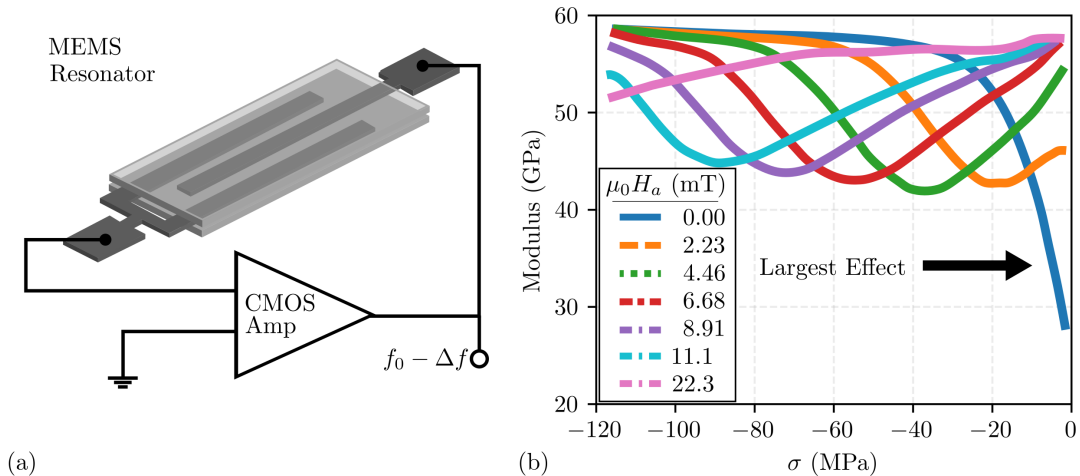 MEMS
Resonator
CMOS
Amp
f₀ − Δf
(a)
Modulus (GPa)
60
50
40
30
20
μ₀Hₐ (mT)
0.00
2.23
4.46
6.68
8.91
11.1
22.3
Largest Effect
−120 −100 −80 −60 −40 −20 0
σ (MPa)
(b)